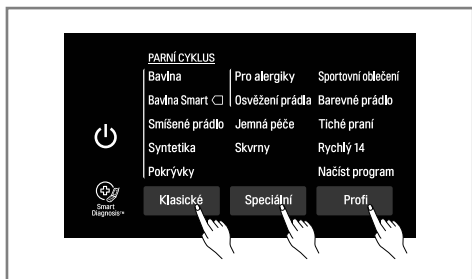 PARNÍ CYKLUS
Bavlna
Bavlna Smart
Smíšené prádlo
Syntetika
Pokrývky
Pro alergiky
Osvěžení prádla
Jemná péče
Skvrny
Sportovní oblečení
Barevné prádlo
Tiché praní
Rychlý 14
Načíst program
Smart
Diagnosis™
Klasické
Speciální
Profi